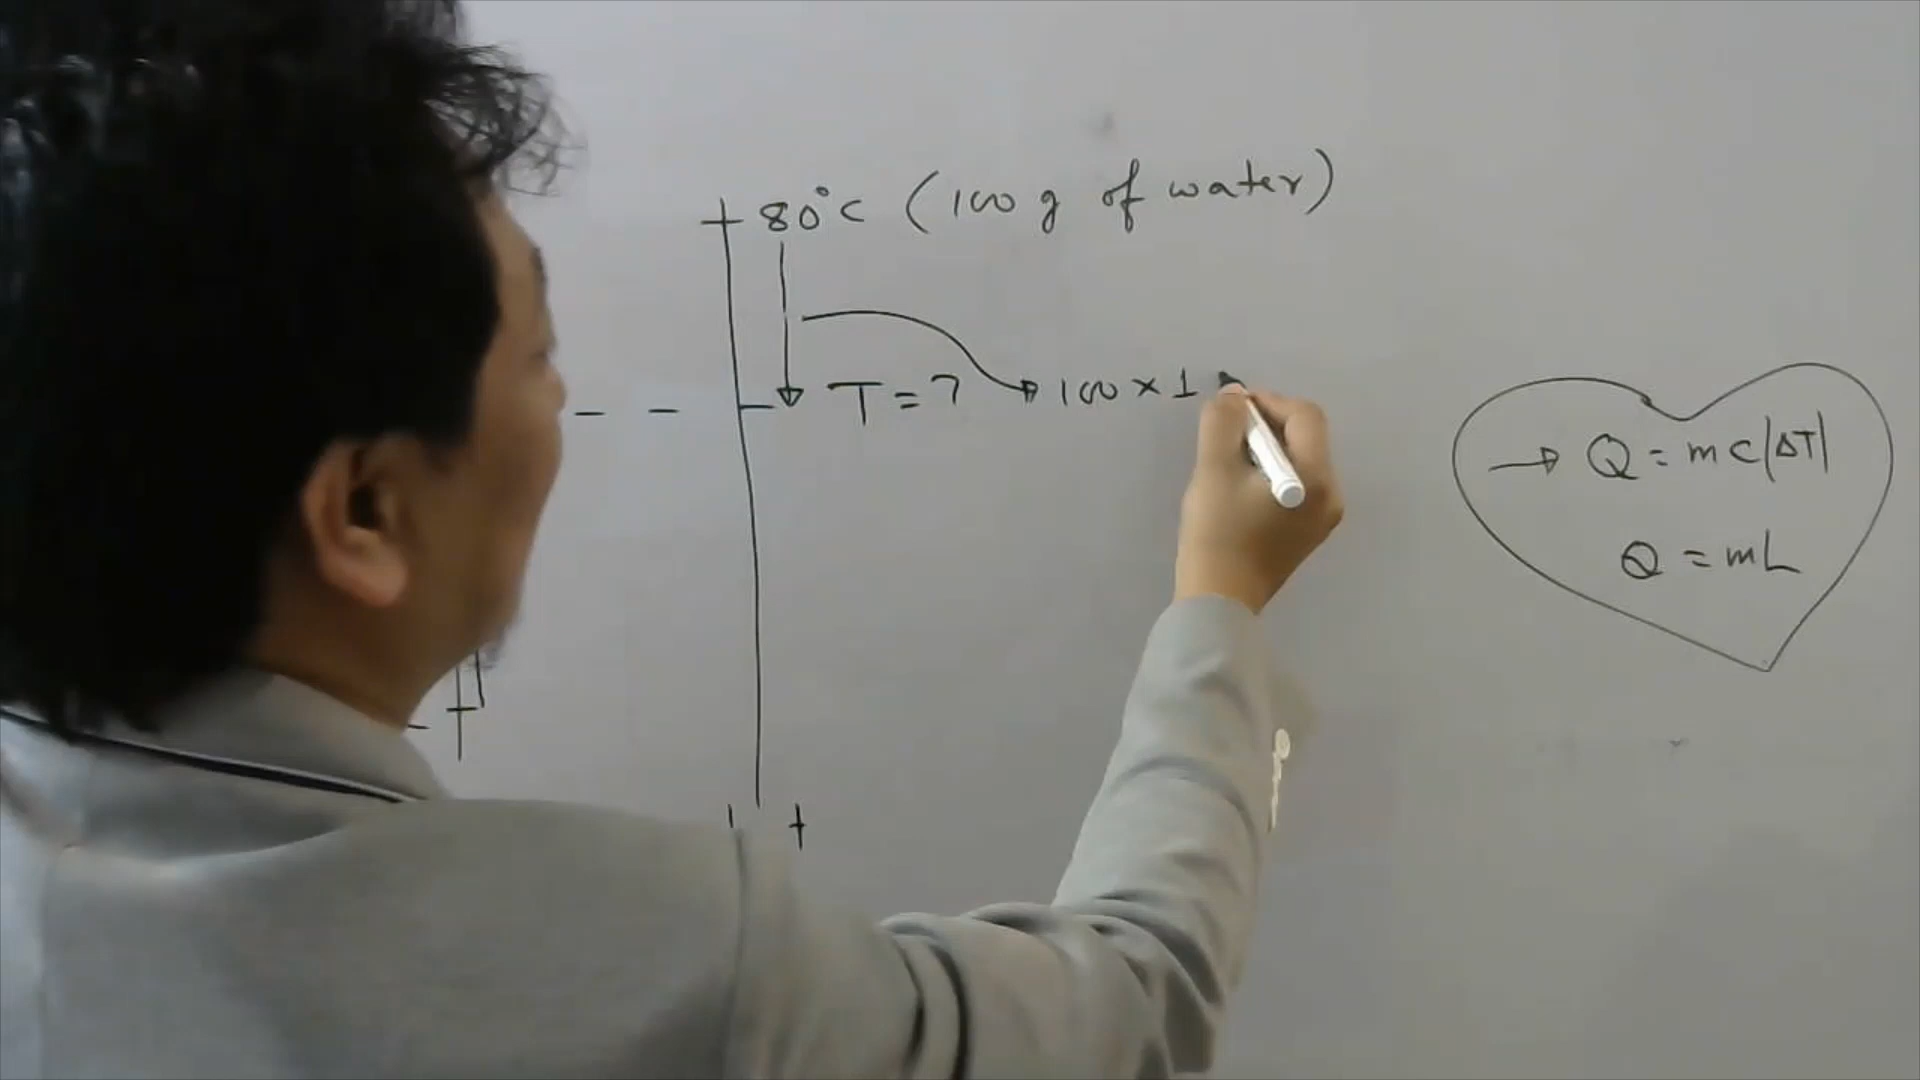 80°C (100 g of water)
T = ?
100 × 1
Q = mc|ΔT|
Q = mL